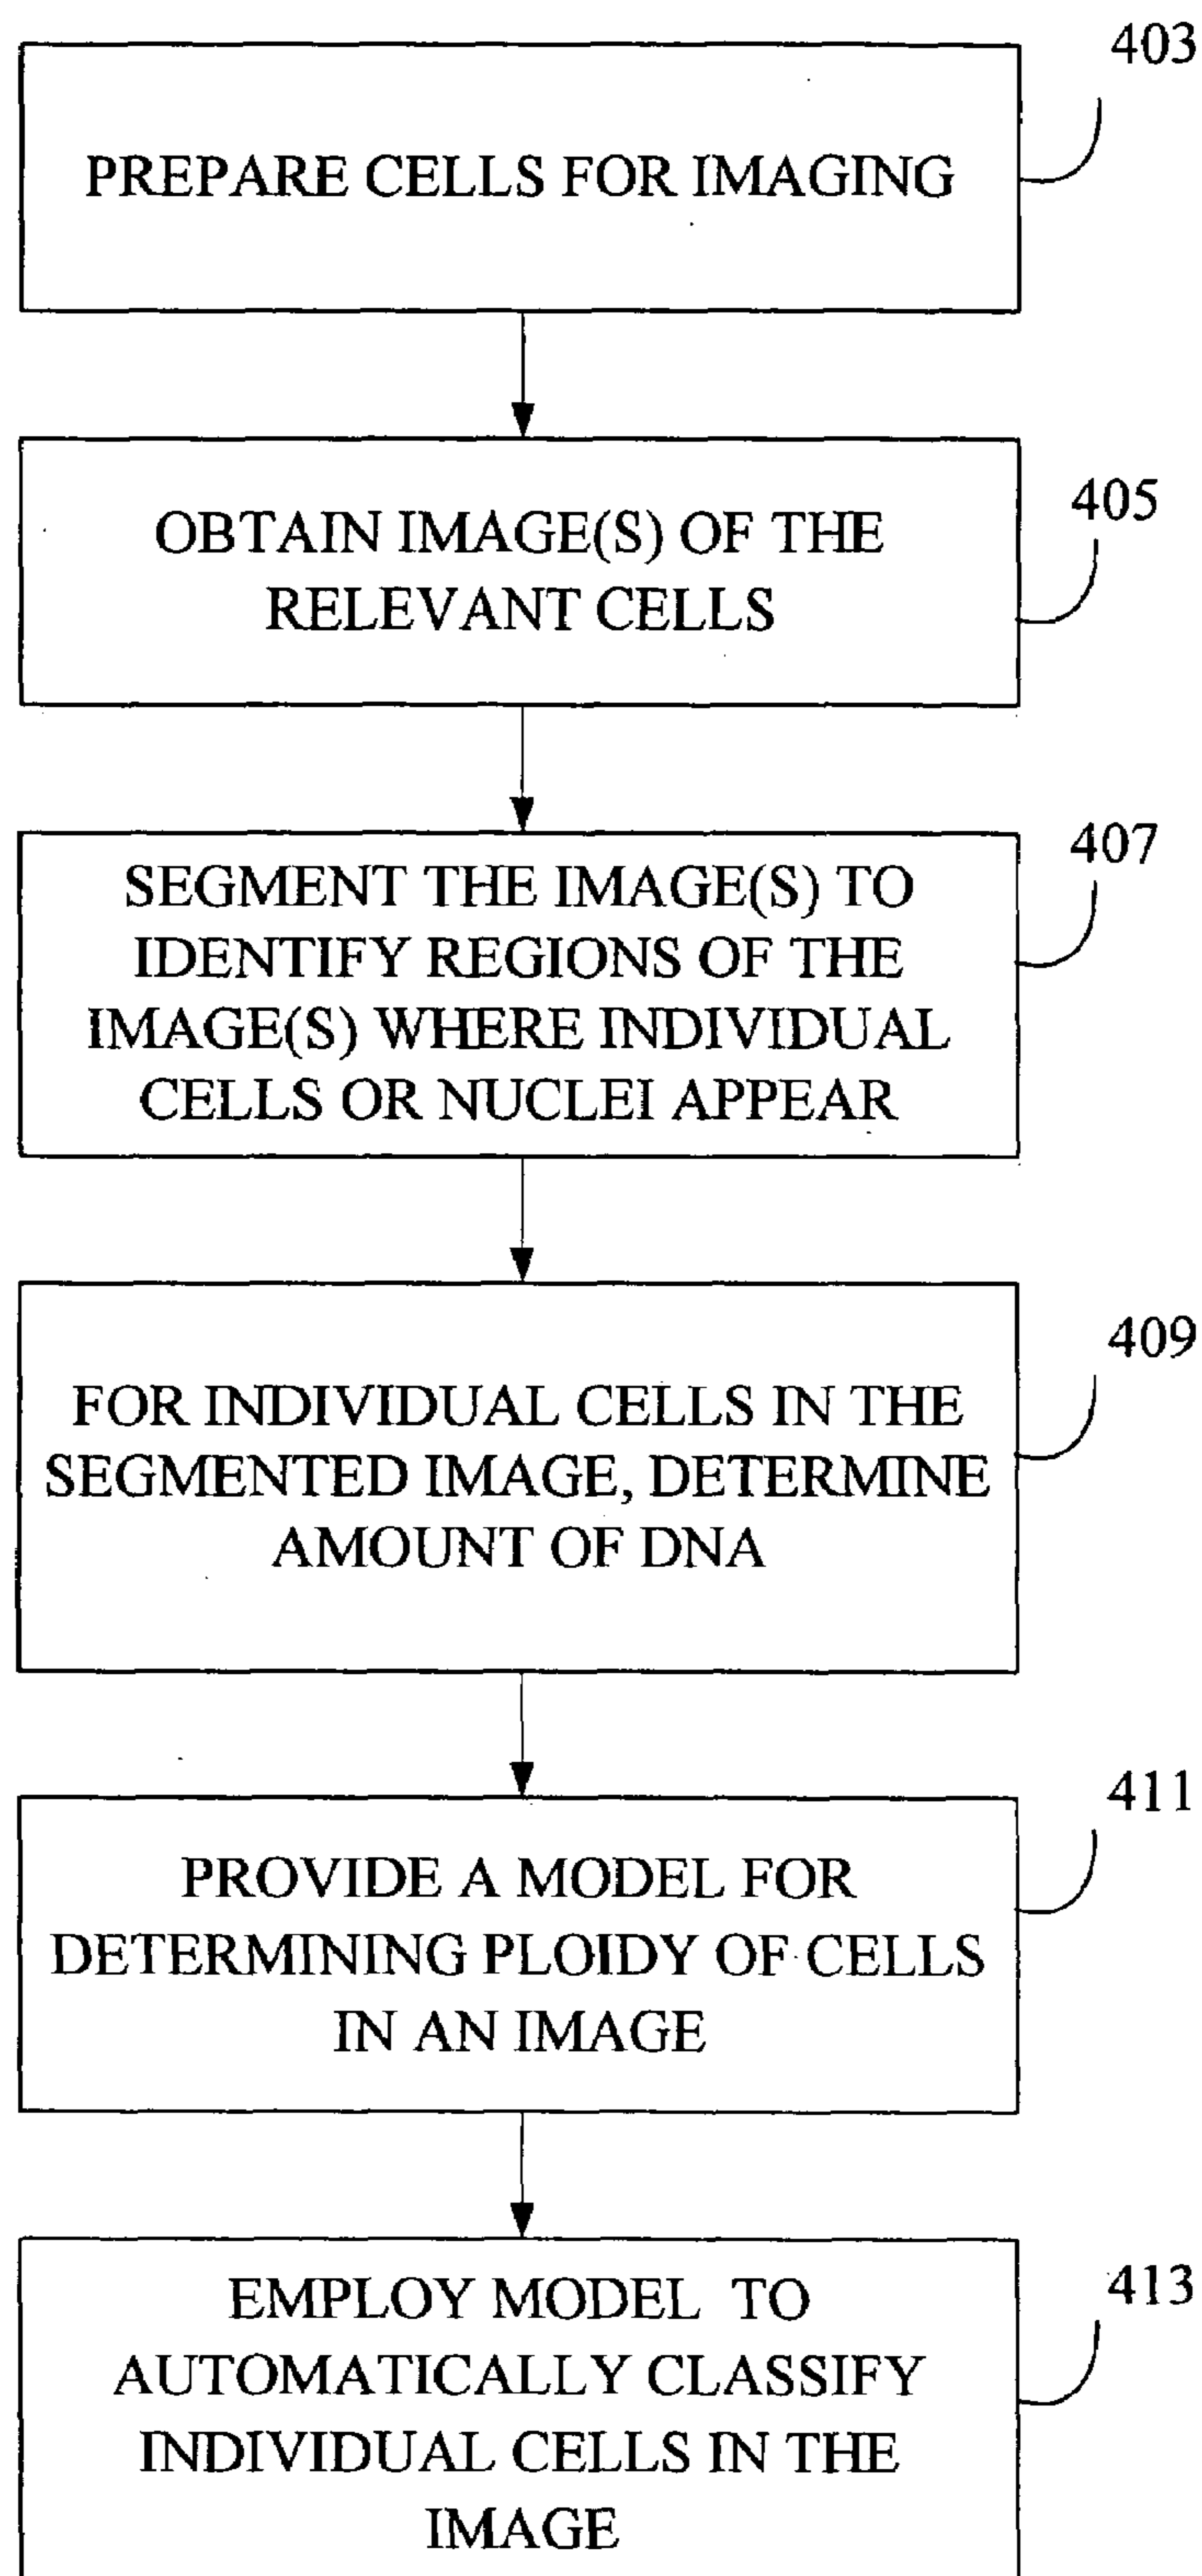 403
PREPARE CELLS FOR IMAGING
405
OBTAIN IMAGE(S) OF THE
RELEVANT CELLS
407
SEGMENT THE IMAGE(S) TO
IDENTIFY REGIONS OF THE
IMAGE(S) WHERE INDIVIDUAL
CELLS OR NUCLEI APPEAR
409
FOR INDIVIDUAL CELLS IN THE
SEGMENTED IMAGE, DETERMINE
AMOUNT OF DNA
411
PROVIDE A MODEL FOR
DETERMINING PLOIDY OF CELLS
IN AN IMAGE
413
EMPLOY MODEL TO
AUTOMATICALLY CLASSIFY
INDIVIDUAL CELLS IN THE
IMAGE